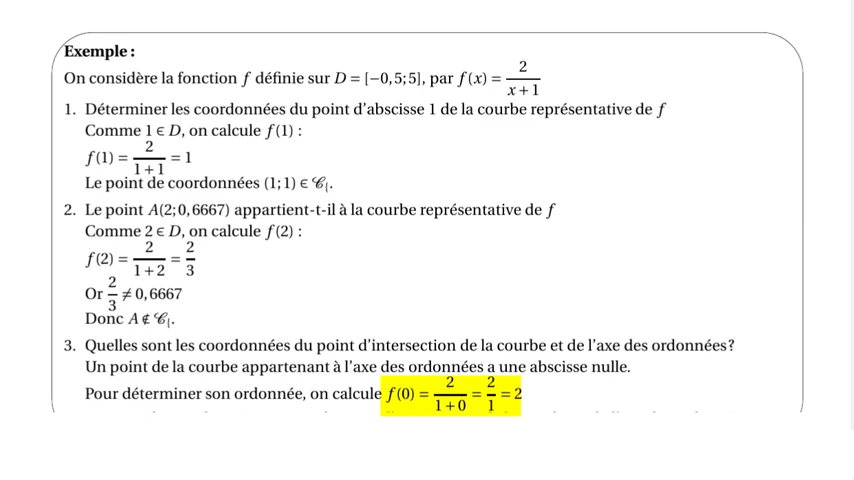 Exemple :
On considère la fonction f définie sur D = [−0,5;5], par f(x) = 2/(x+1)
1. Déterminer les coordonnées du point d'abscisse 1 de la courbe représentative de f
Comme 1 ∈ D, on calcule f(1) :
f(1) = 2/(1+1) = 1
Le point de coordonnées (1;1) ∈ 𝒞f.
2. Le point A(2;0,6667) appartient-t-il à la courbe représentative de f
Comme 2 ∈ D, on calcule f(2) :
f(2) = 2/(1+2) = 2/3
Or 2/3 ≠ 0,6667
Donc A ∉ 𝒞f.
3. Quelles sont les coordonnées du point d'intersection de la courbe et de l'axe des ordonnées?
Un point de la courbe appartenant à l'axe des ordonnées a une abscisse nulle.
Pour déterminer son ordonnée, on calcule f(0) = 2/(1+0) = 2/1 = 2